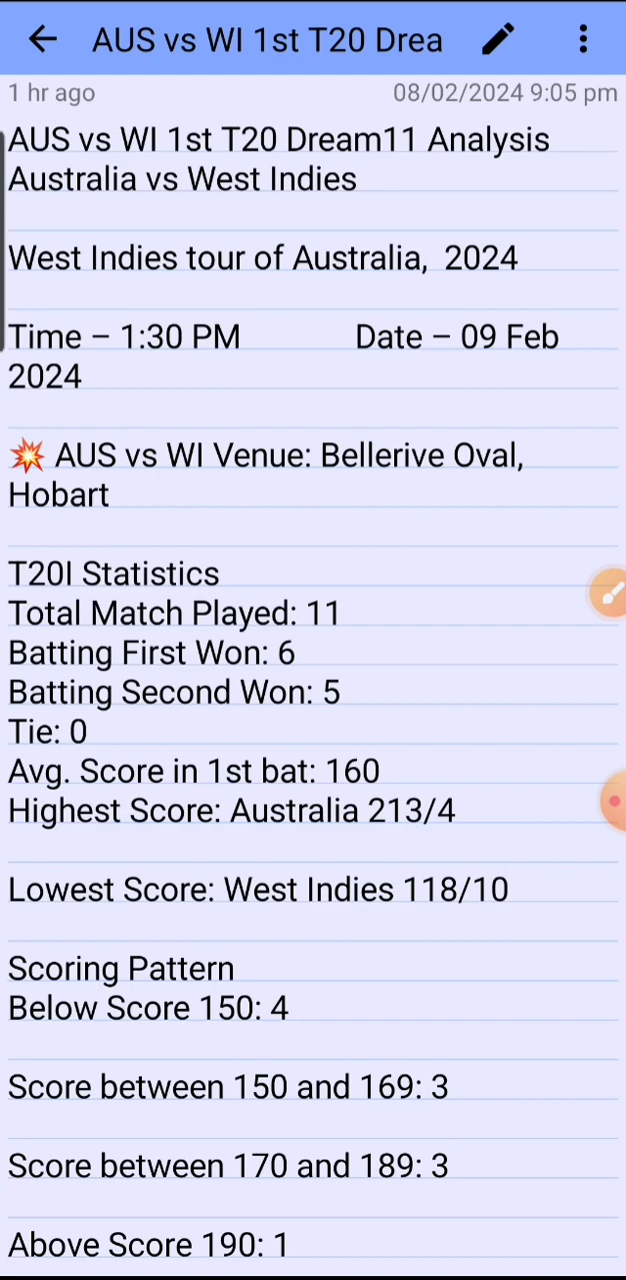 AUS vs WI 1st T20 Drea
1 hr ago 08/02/2024 9:05 pm
AUS vs WI 1st T20 Dream11 Analysis
Australia vs West Indies
West Indies tour of Australia, 2024
Time – 1:30 PM Date – 09 Feb
2024
💥 AUS vs WI Venue: Bellerive Oval,
Hobart
T20I Statistics
Total Match Played: 11
Batting First Won: 6
Batting Second Won: 5
Tie: 0
Avg. Score in 1st bat: 160
Highest Score: Australia 213/4
Lowest Score: West Indies 118/10
Scoring Pattern
Below Score 150: 4
Score between 150 and 169: 3
Score between 170 and 189: 3
Above Score 190: 1